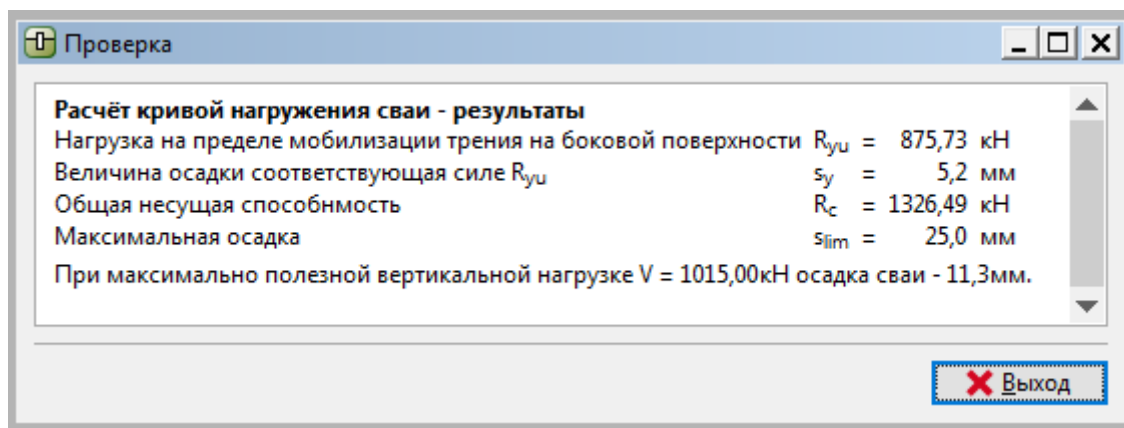 Проверка
Расчёт кривой нагружения сваи - результаты
Нагрузка на пределе мобилизации трения на боковой поверхности Ryu = 875,73 кН
Величина осадки соответствующая силе Ryu sy = 5,2 мм
Общая несущая способнмость Rc = 1326,49 кН
Максимальная осадка slim = 25,0 мм
При максимально полезной вертикальной нагрузке V = 1015,00кН осадка сваи - 11,3мм.
Выход